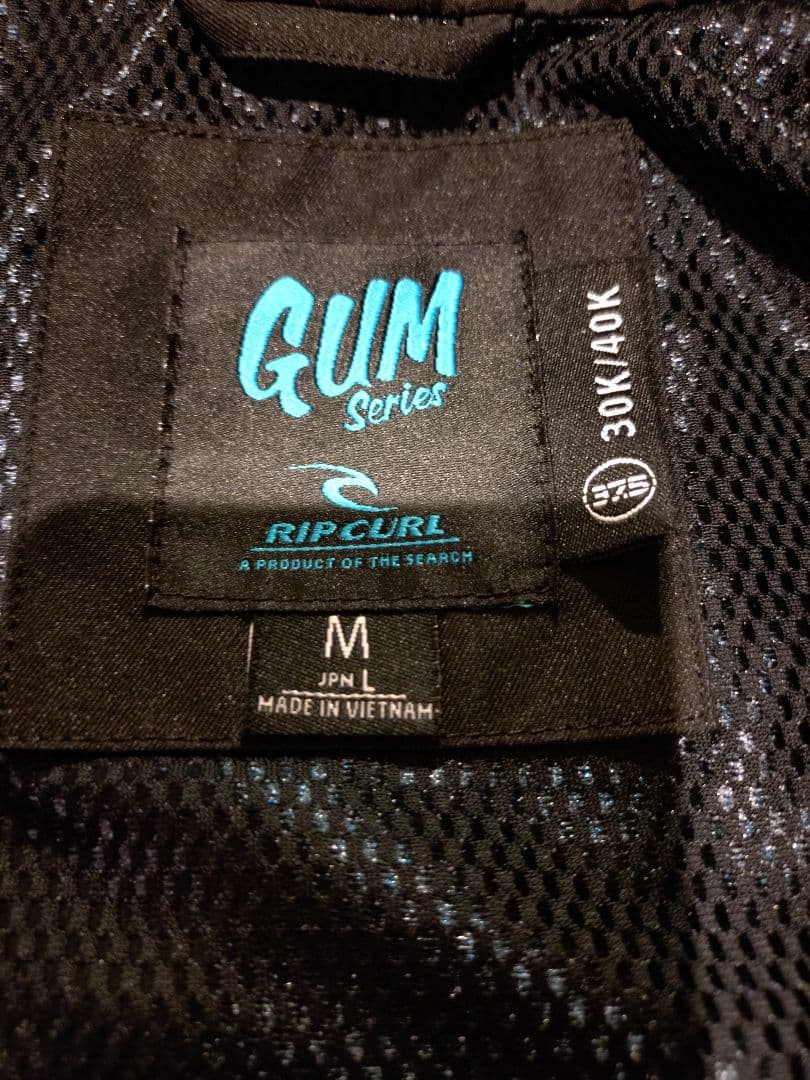 GUM
Series
RIP CURL
A PRODUCT OF THE SEARCH
30K/40K
37.5
M
JPN L
MADE IN VIETNAM